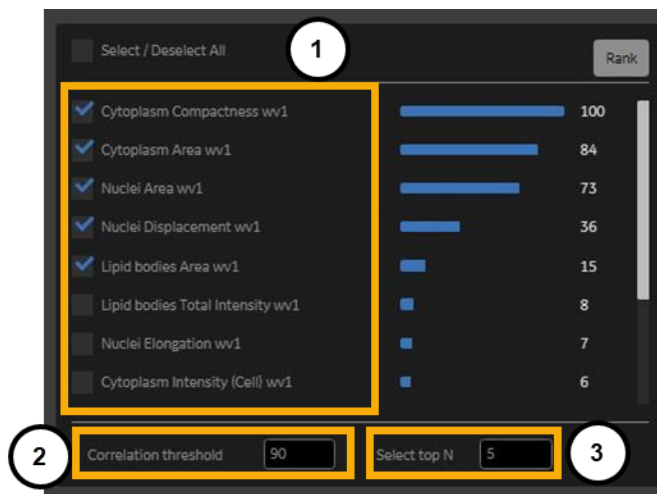 Select / Deselect All
1
Rank
Cytoplasm Compactness wv1
100
Cytoplasm Area wv1
84
Nuclei Area wv1
73
Nuclei Displacement wv1
36
Lipid bodies Area wv1
15
Lipid bodies Total Intensity wv1
8
Nuclei Elongation wv1
7
Cytoplasm Intensity (Cell) wv1
6
2
Correlation threshold
90
Select top N
5
3